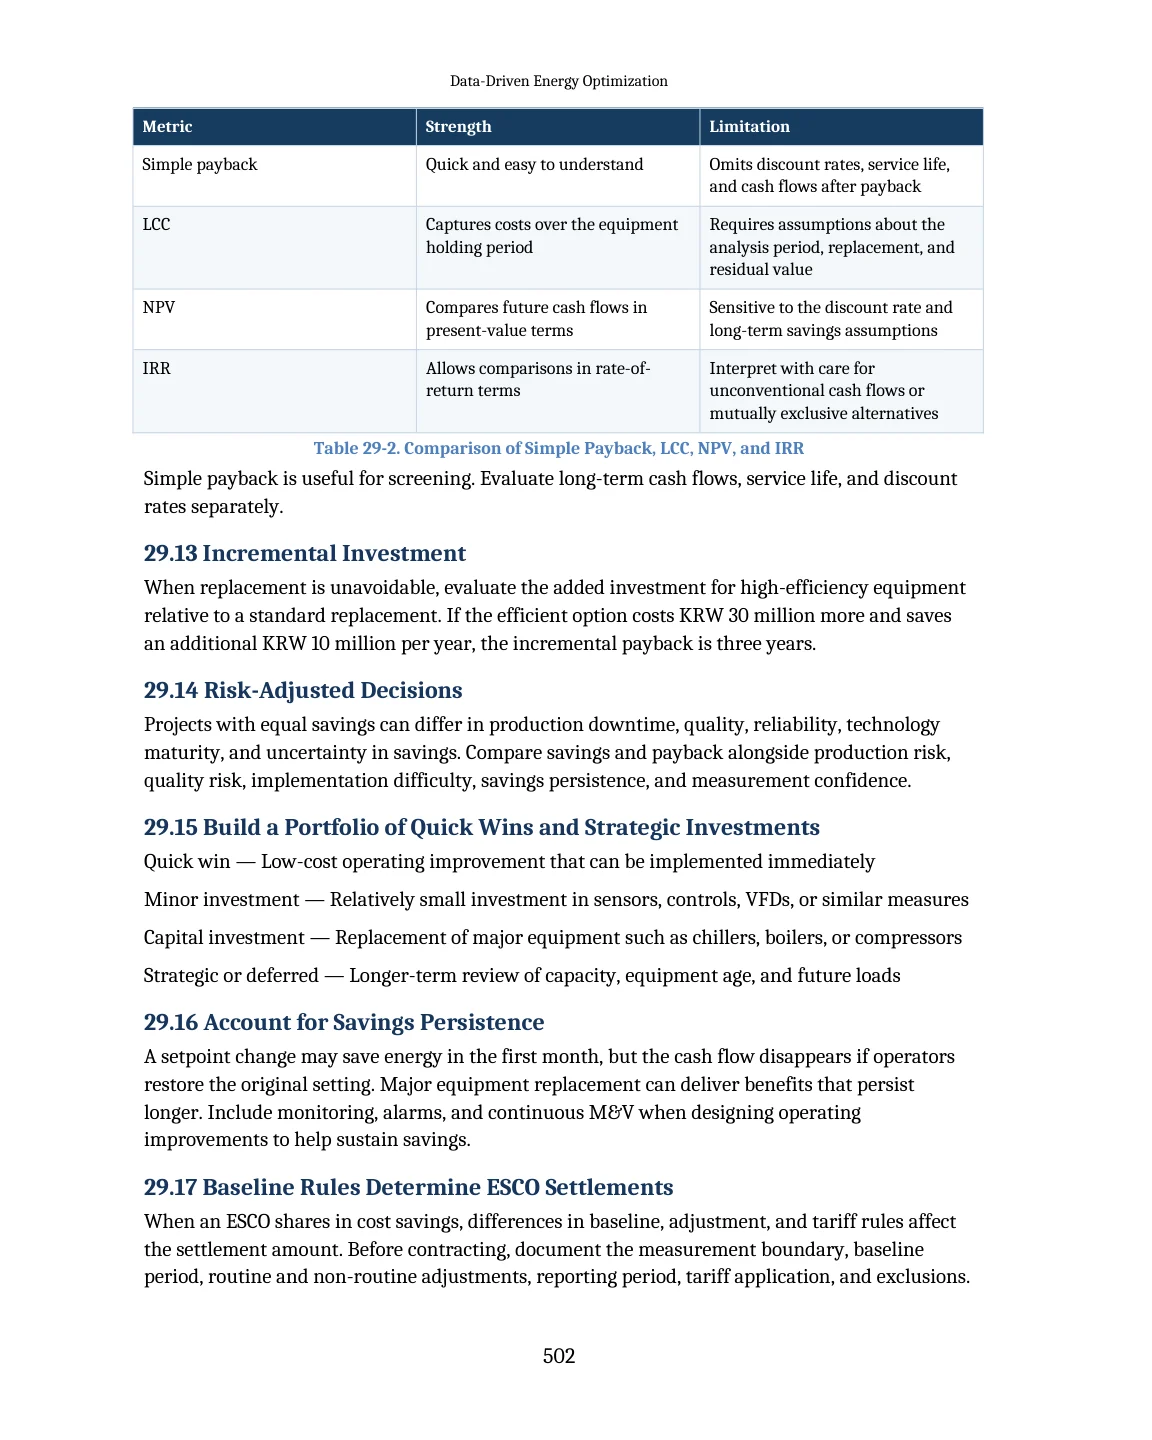 Data-Driven Energy Optimization
Metric Strength Limitation
Simple payback Quick and easy to understand Omits discount rates, service life,
and cash flows after payback
LCC Captures costs over the equipment Requires assumptions about the
holding period analysis period, replacement, and
residual value
NPV Compares future cash flows in Sensitive to the discount rate and
present-value terms long-term savings assumptions
IRR Allows comparisons in rate-of- Interpret with care for
return terms unconventional cash flows or
mutually exclusive alternatives
Table 29-2. Comparison of Simple Payback, LCC, NPV, and IRR
Simple payback is useful for screening. Evaluate long-term cash flows, service life, and discount
rates separately.
29.13 Incremental Investment
When replacement is unavoidable, evaluate the added investment for high-efficiency equipment
relative to a standard replacement. If the efficient option costs KRW 30 million more and saves
an additional KRW 10 million per year, the incremental payback is three years.
29.14 Risk-Adjusted Decisions
Projects with equal savings can differ in production downtime, quality, reliability, technology
maturity, and uncertainty in savings. Compare savings and payback alongside production risk,
quality risk, implementation difficulty, savings persistence, and measurement confidence.
29.15 Build a Portfolio of Quick Wins and Strategic Investments
Quick win — Low-cost operating improvement that can be implemented immediately
Minor investment — Relatively small investment in sensors, controls, VFDs, or similar measures
Capital investment — Replacement of major equipment such as chillers, boilers, or compressors
Strategic or deferred — Longer-term review of capacity, equipment age, and future loads
29.16 Account for Savings Persistence
A setpoint change may save energy in the first month, but the cash flow disappears if operators
restore the original setting. Major equipment replacement can deliver benefits that persist
longer. Include monitoring, alarms, and continuous M&V when designing operating
improvements to help sustain savings.
29.17 Baseline Rules Determine ESCO Settlements
When an ESCO shares in cost savings, differences in baseline, adjustment, and tariff rules affect
the settlement amount. Before contracting, document the measurement boundary, baseline
period, routine and non-routine adjustments, reporting period, tariff application, and exclusions.
502